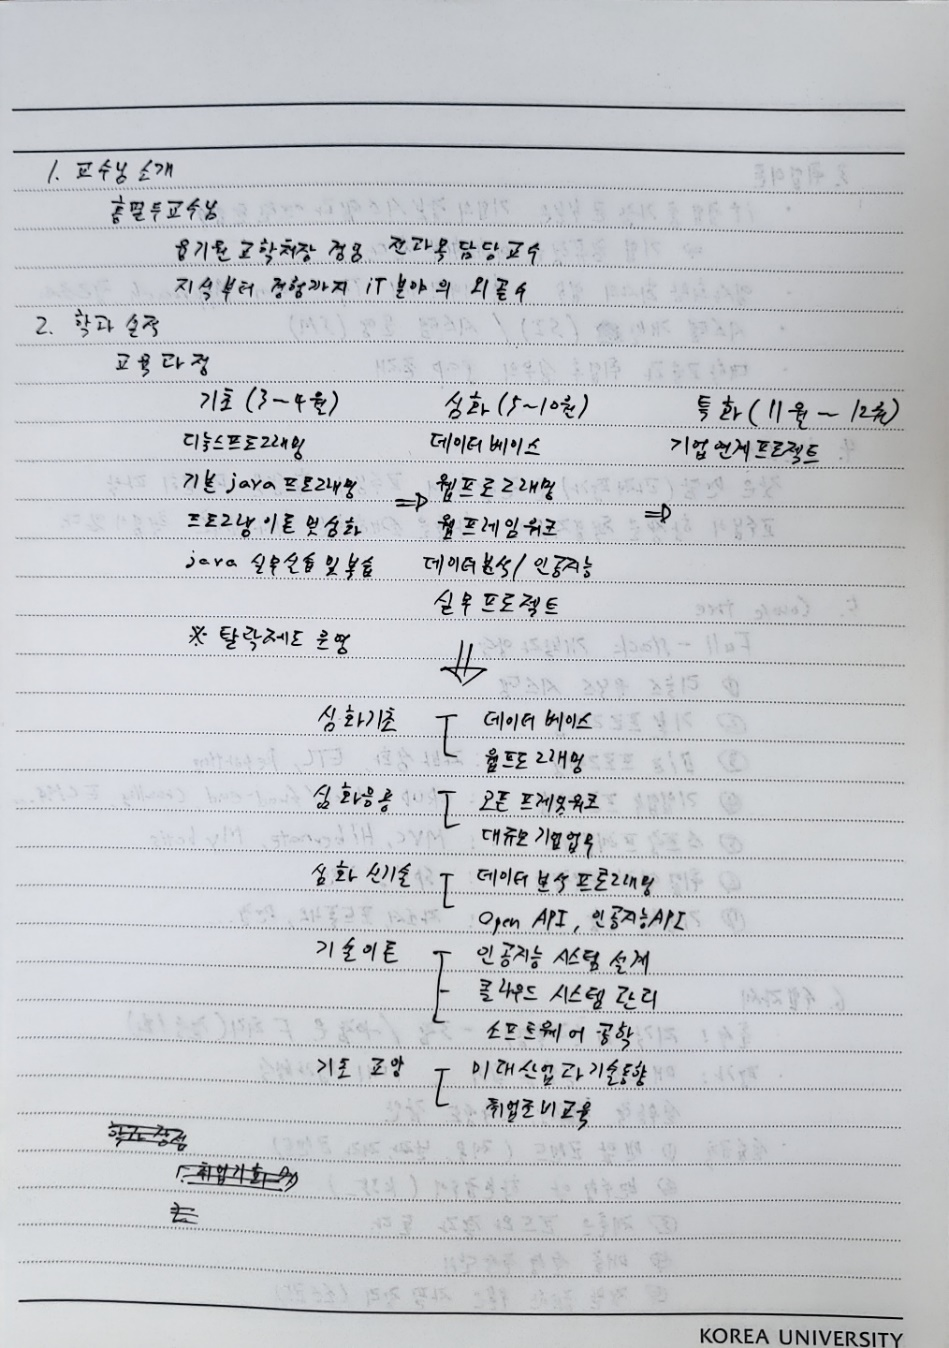 1. 교수님 소개
홍필두교수님
융기원 교학처장 겸임 전과목 담당교수
지식부터 경험까지 iT분야의 외골수
2. 학과 실적
교육과정
기초 (3~4월) 심화 (5~10월) 특화 (11월 ~ 12월)
리눅스프로그래밍 데이터베이스 기업연계프로젝트
기본 java 프로그래밍 ⇒ 웹프로그래밍 ⇒
프로그래밍 이론 및 심화 웹 프레임워크
java 실무실습 및 복습 데이터분석/인공지능
실무 프로젝트
※ 탈락제도 운영
⇓
심화기초 데이터 베이스
웹프로그래밍
심화응용 오픈 프레임워크
대규모 기업업무
심화 신기술 데이터 분석 프로그래밍
Open API, 인공지능API
기술이론 인공지능 시스템 설계
클라우드 시스템 관리
소프트웨어 공학
기초 교양 미래산업과 기술동향
취업준비교육
KOREA UNIVERSITY